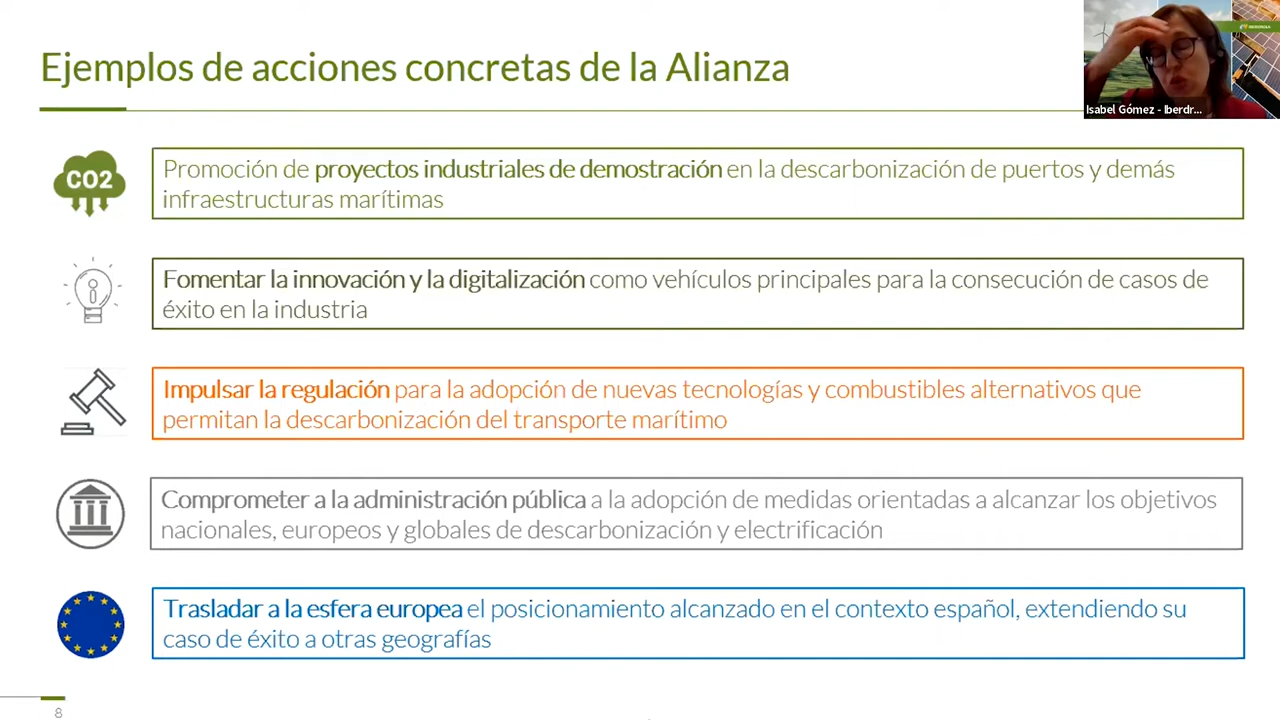 Ejemplos de acciones concretas de la Alianza
IBERDROLA
Isabel Gómez - Iberdr...
CO2
Promoción de proyectos industriales de demostración en la descarbonización de puertos y demás
infraestructuras marítimas
Fomentar la innovación y la digitalización como vehículos principales para la consecución de casos de
éxito en la industria
Impulsar la regulación para la adopción de nuevas tecnologías y combustibles alternativos que
permitan la descarbonización del transporte marítimo
Comprometer a la administración pública a la adopción de medidas orientadas a alcanzar los objetivos
nacionales, europeos y globales de descarbonización y electrificación
Trasladar a la esfera europea el posicionamiento alcanzado en el contexto español, extendiendo su
caso de éxito a otras geografías
8